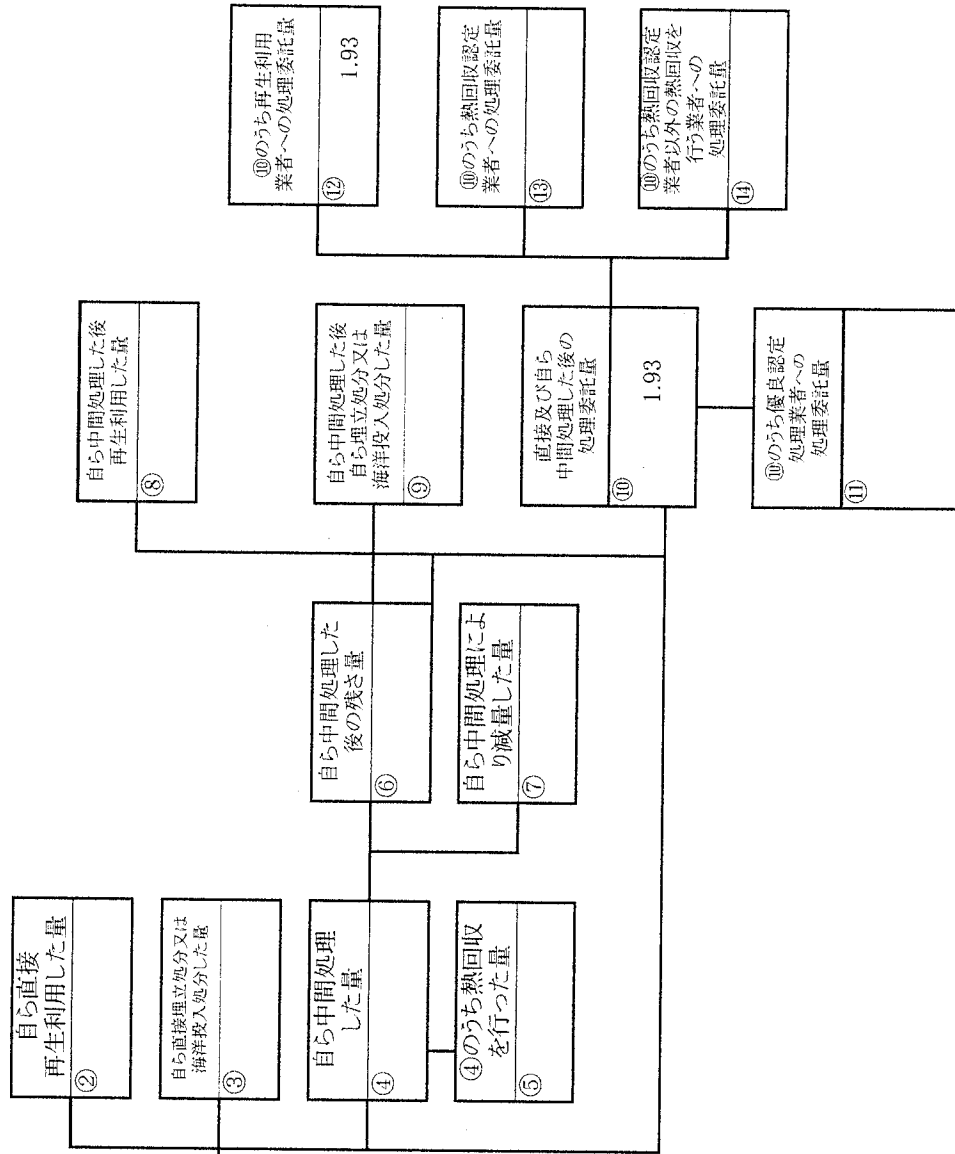 自ら直接
再生利用した量
②
自ら直接埋立処分又は
海洋投入処分した量
③
自ら中間処理
した量
④
④のうち熱回収
を行った量
⑤
自ら中間処理した
後の残さ量
⑥
自ら中間処理によ
り減量した量
⑦
自ら中間処理した後
再生利用した量
⑧
自ら中間処理した後
自ら埋立処分又は
海洋投入処分した量
⑨
直接及び自ら
中間処理した後の
処理委託量
⑩
1.93
⑩のうち優良認定
処理業者への
処理委託量
⑪
⑩のうち再生利用
業者への処理委託量
⑫
1.93
⑩のうち熱回収認定
業者への処理委託量
⑬
⑩のうち熱回収認定
業者以外の熱回収を
行う業者への
処理委託量
⑭